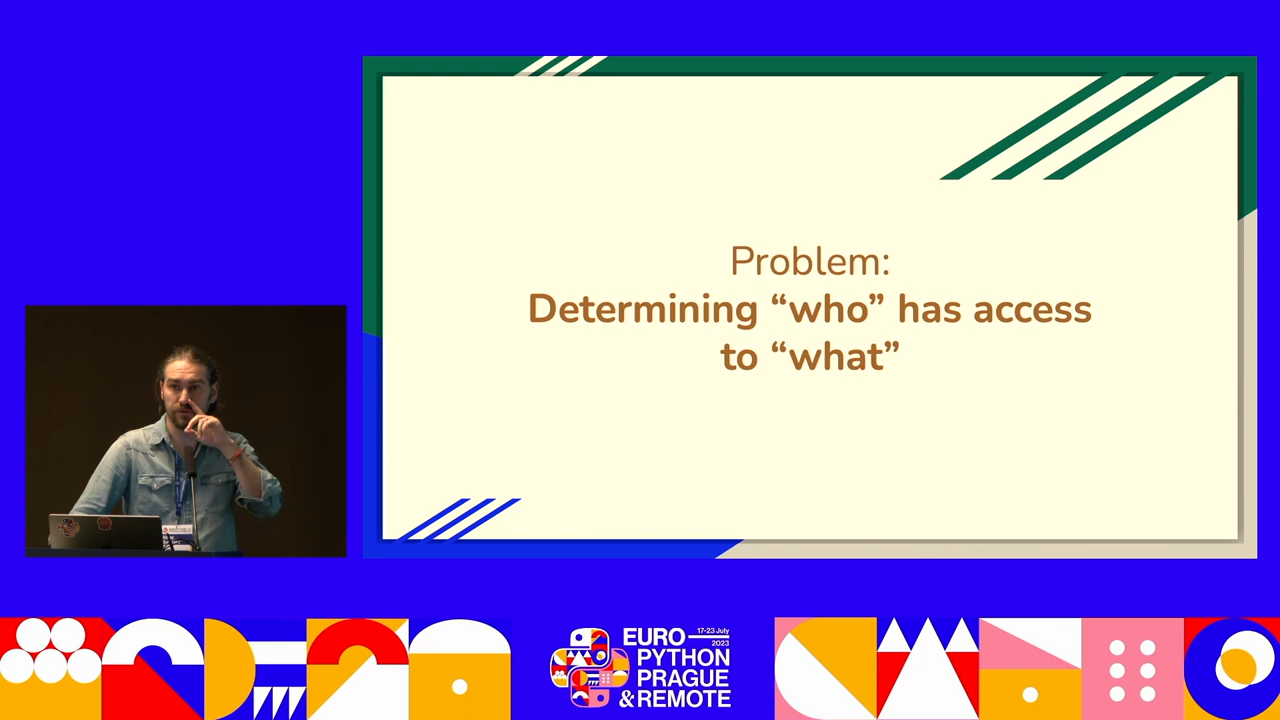 Problem:
Determining “who” has access
to “what”
17-23 July
2023
EURO
PYTHON
PRAGUE
& REMOTE